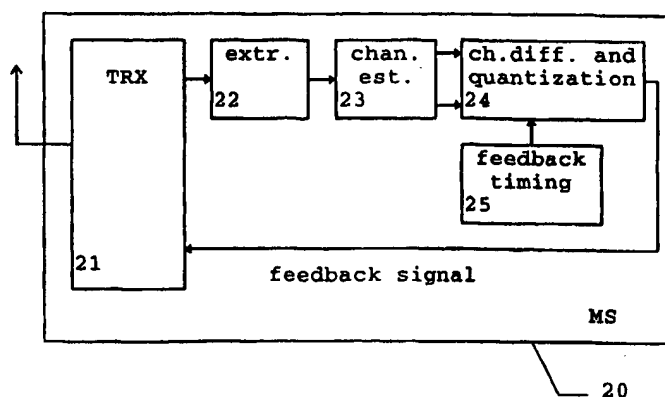 TRX
21
extr.
22
chan.
est.
23
ch.diff. and
quantization
24
feedback
timing
25
feedback signal
MS
20